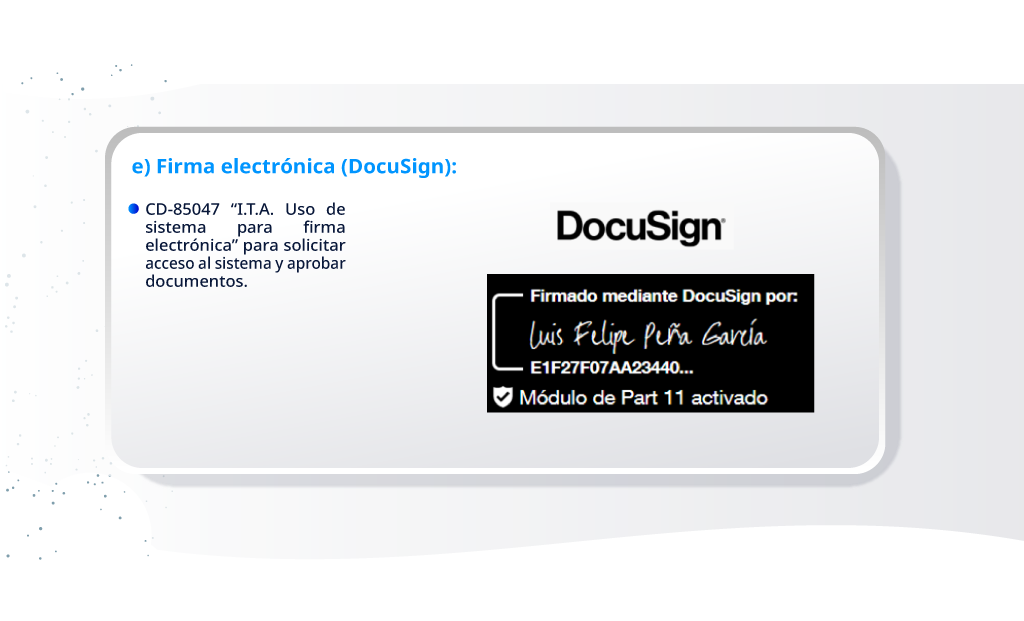 e) Firma electrónica (DocuSign):
CD-85047 “I.T.A. Uso de
sistema para firma
electrónica” para solicitar
acceso al sistema y aprobar
documentos.
DocuSign®
Firmado mediante DocuSign por:
Luis Felipe Peña García
E1F27F07AA23440...
Módulo de Part 11 activado